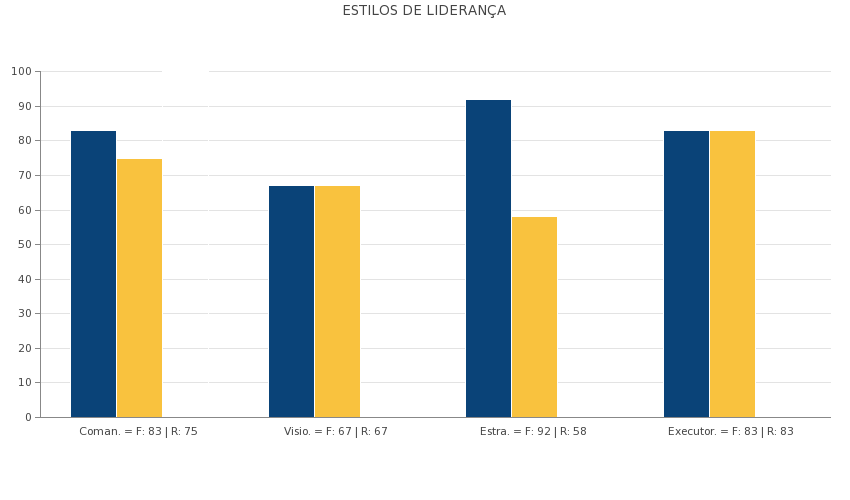 ESTILOS DE LIDERANÇA
100
90
80
70
60
50
40
30
20
10
0
Coman. = F: 83 | R: 75
Visio. = F: 67 | R: 67
Estra. = F: 92 | R: 58
Executor. = F: 83 | R: 83